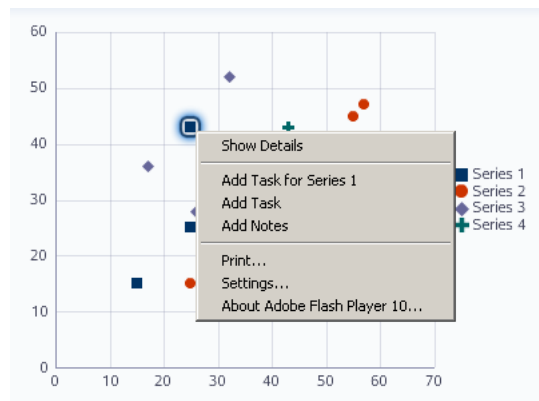 60
50
40
30
20
10
0
0 10 20 30 40 50 60 70
Show Details
Add Task for Series 1
Add Task
Add Notes
Print...
Settings...
About Adobe Flash Player 10...
Series 1
Series 2
Series 3
Series 4